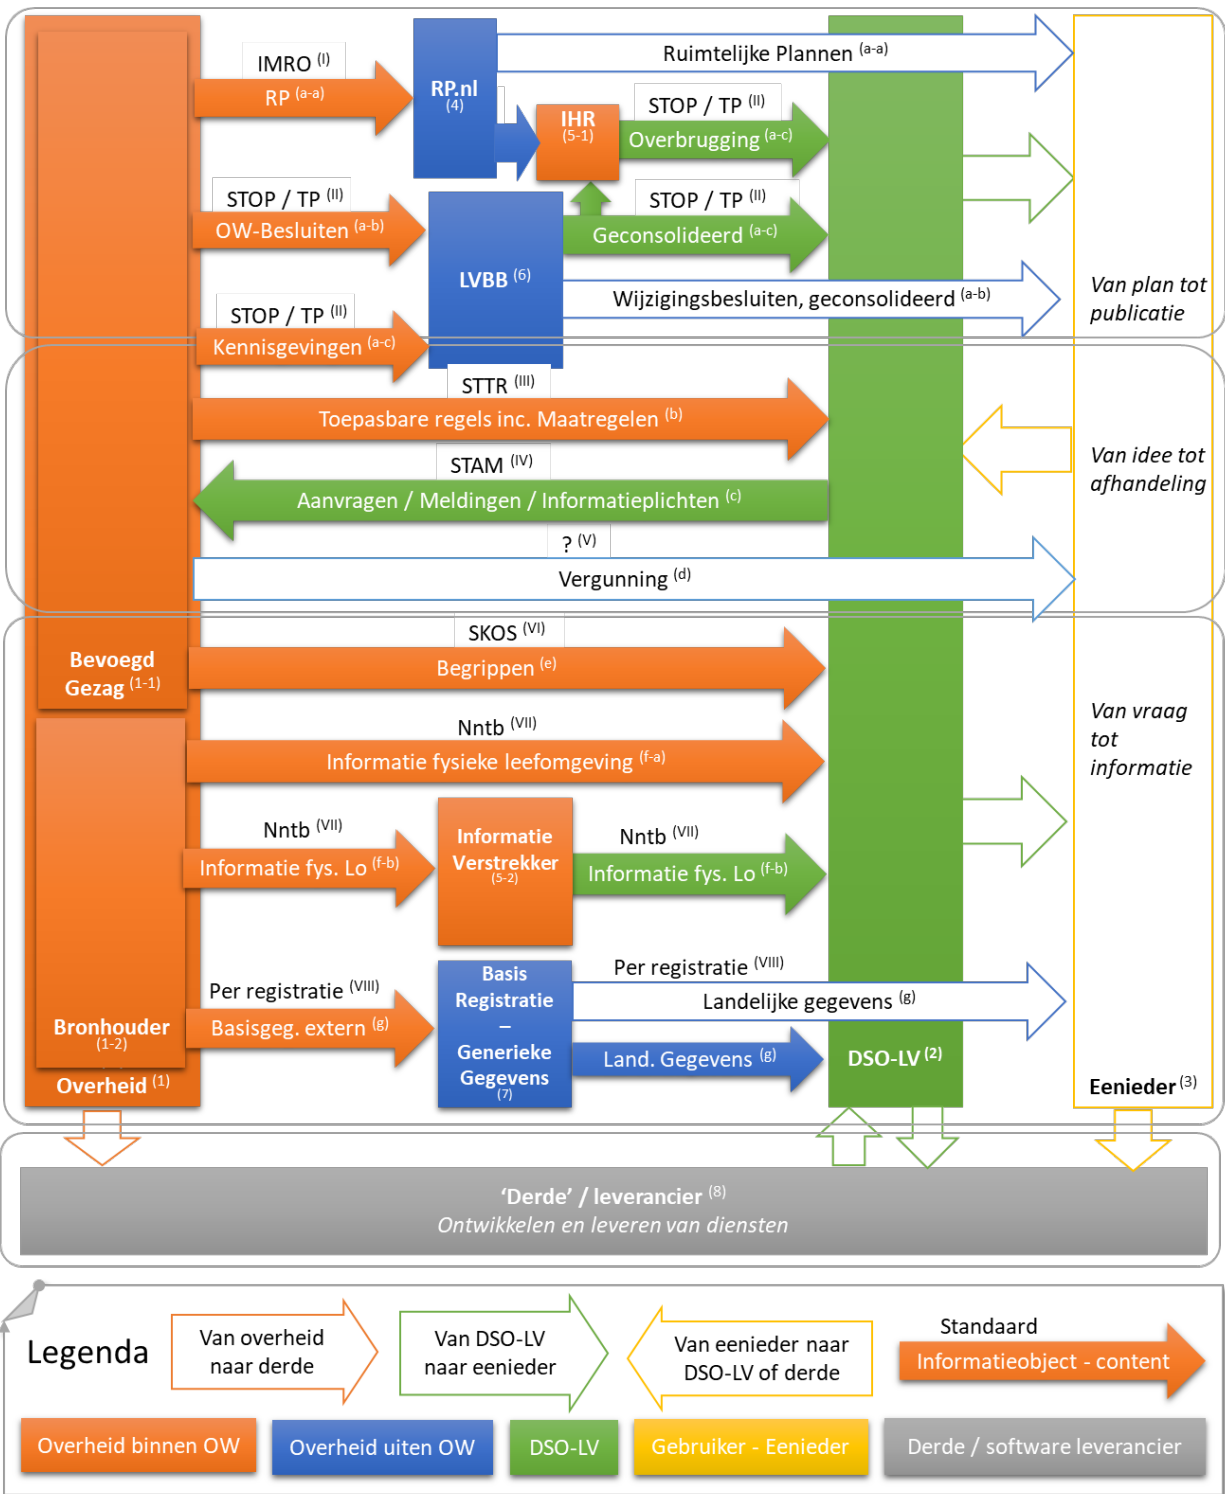 IMRO (I)
RP (a-a)
RP.nl
(4)
Ruimtelijke Plannen (a-a)
IHR
(5-1)
STOP / TP (II)
Overbrugging (a-c)
STOP / TP (II)
OW-Besluiten (a-b)
STOP / TP (II)
Geconsolideerd (a-c)
LVBB (6)
Wijzigingsbesluiten, geconsolideerd (a-b)
Van plan tot
publicatie
STOP / TP (II)
Kennisgevingen (a-c)
STTR (III)
Toepasbare regels inc. Maatregelen (b)
STAM (IV)
Aanvragen / Meldingen / Informatieplichten (c)
Van idee tot
afhandeling
? (V)
Vergunning (d)
SKOS (VI)
Begrippen (e)
Bevoegd
Gezag (1-1)
Nntb (VII)
Informatie fysieke leefomgeving (f-a)
Van vraag
tot
informatie
Nntb (VII)
Informatie fys. Lo (f-b)
Informatie
Verstrekker
(5-2)
Nntb (VII)
Informatie fys. Lo (f-b)
Per registratie (VIII)
Basisgeg. extern (g)
Basis
Registratie
–
Generieke
Gegevens
(7)
Per registratie (VIII)
Landelijke gegevens (g)
Land. Gegevens (g)
Bronhouder
(1-2)
Overheid (1)
DSO-LV (2)
Eenieder (3)
‘Derde’ / leverancier (8)
Ontwikkelen en leveren van diensten
Legenda
Van overheid
naar derde
Van DSO-LV
naar eenieder
Van eenieder naar
DSO-LV of derde
Standaard
Informatieobject - content
Overheid binnen OW
Overheid uiten OW
DSO-LV
Gebruiker - Eenieder
Derde / software leverancier